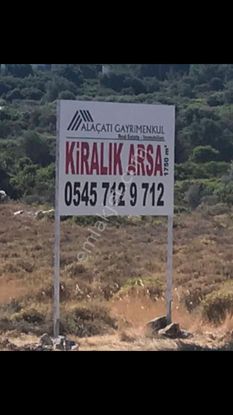 ALAÇATI GAYRİMENKUL
Real Estate - Immobilien
KİRALIK ARSA
1750 m²
0545 712 9 712